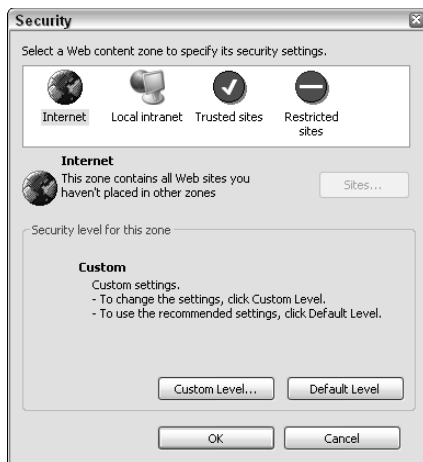 Security
Select a Web content zone to specify its security settings.
Internet
Local intranet
Trusted sites
Restricted
sites
Internet
This zone contains all Web sites you
haven't placed in other zones
Sites...
Security level for this zone
Custom
Custom settings.
- To change the settings, click Custom Level.
- To use the recommended settings, click Default Level.
Custom Level...
Default Level
OK
Cancel